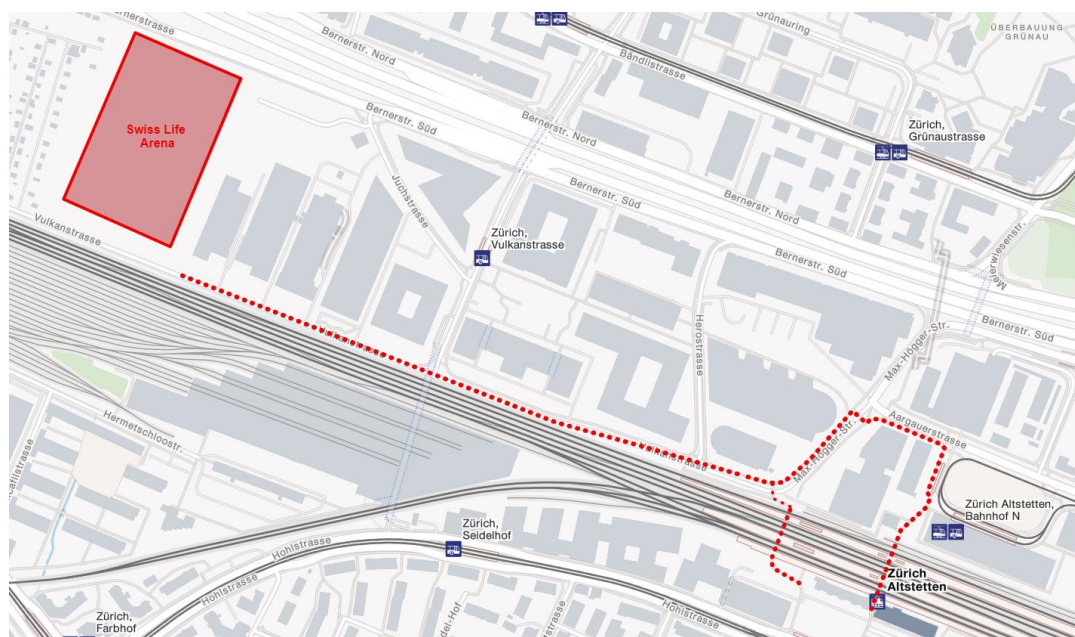 Bernerstrasse
Bernerstr. Nord
Grünauring
ÜBERBAUUNG
GRÜNAU
Bändlistrasse
Swiss Life
Arena
Bernerstr. Süd
Bernerstr. Nord
Zürich,
Grünaustrasse
Juchstrasse
Bernerstr. Süd
Bernerstr. Nord
Vulkanstrasse
Zürich,
Vulkanstrasse
Bernerstr. Süd
Meierwiesenstr.
Bernerstr. Süd
Herostrasse
Max-Högger-Str.
Hermetschloostr.
Aargauerstrasse
Max-Högger-Str.
Vulkanstrasse
Zürich Altstetten,
Bahnhof N
Zürich,
Seidelhof
Hohlstrasse
Hohlstrasse
Zürich
Altstetten
Hohlstrasse
Zürich,
Farbhof